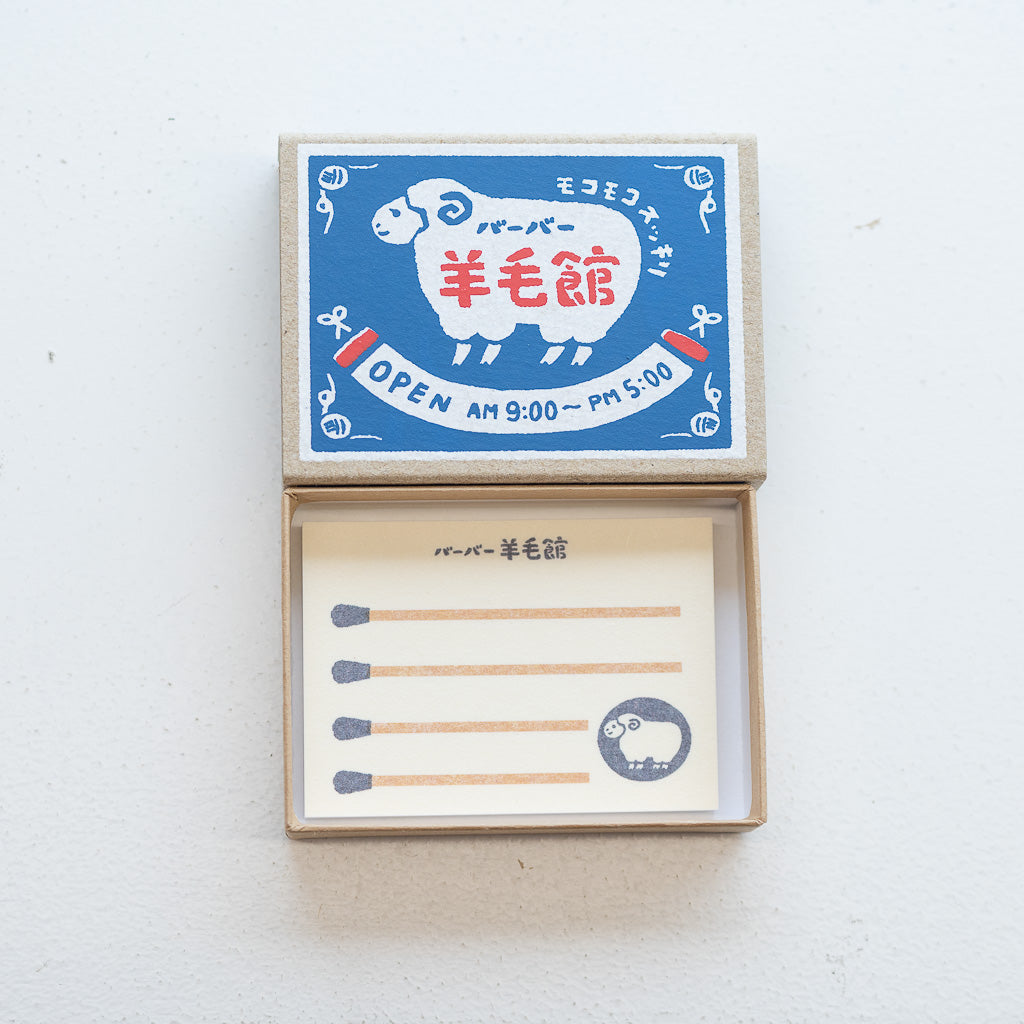 モコモコスッキリ
バーバー
羊毛館
OPEN AM 9:00～PM 5:00
バーバー 羊毛館